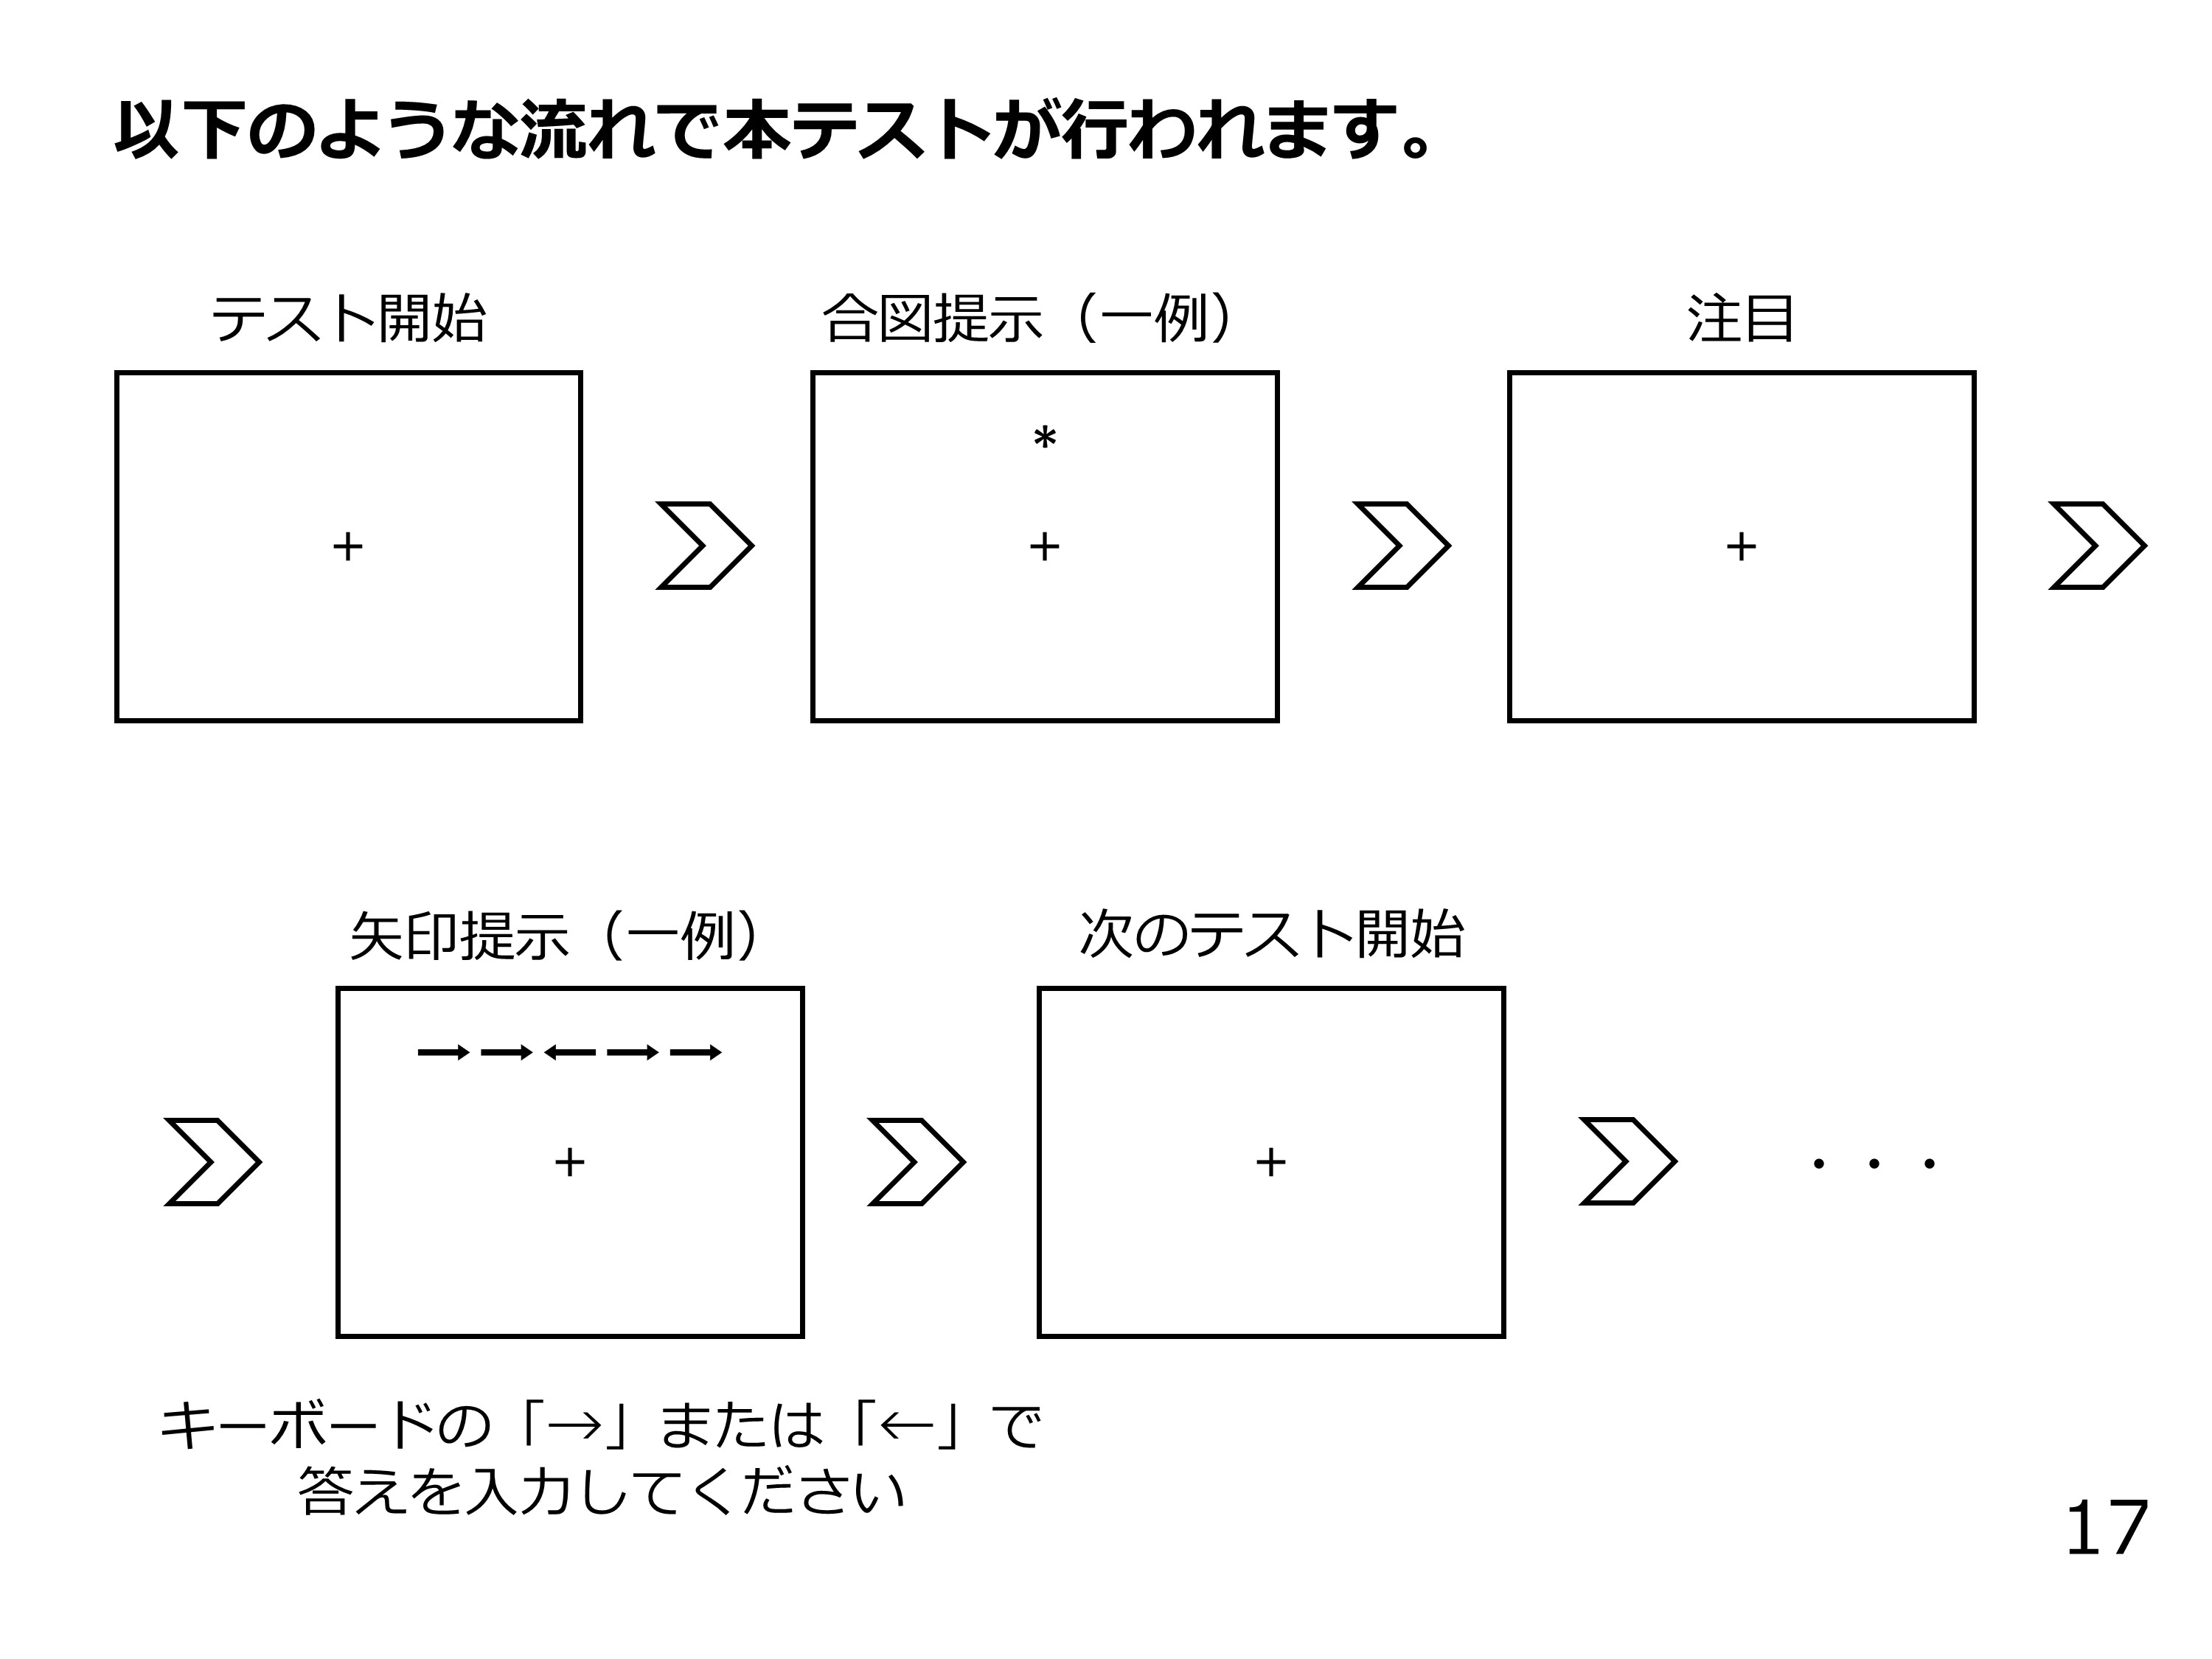 以下のような流れで本テストが行われます。
テスト開始
合図提示（一例）
注目
+
*
+
+
矢印提示（一例）
次のテスト開始
→→←→→
+
+
・・・
キーボードの「→」または「←」で
答えを入力してください
17